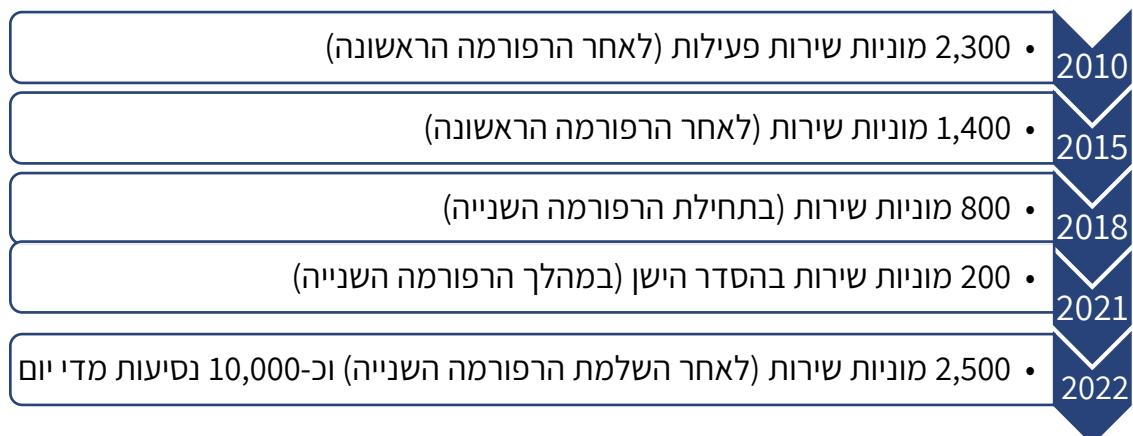 2010
• 2,300 מוניות שירות פעילות (לאחר הרפורמה הראשונה)
2015
• 1,400 מוניות שירות (לאחר הרפורמה הראשונה)
2018
• 800 מוניות שירות (בתחילת הרפורמה השנייה)
2021
• 200 מוניות שירות בהסדר הישן (במהלך הרפורמה השנייה)
2022
• 2,500 מוניות שירות (לאחר השלמת הרפורמה השנייה) וכ-10,000 נסיעות מדי יום